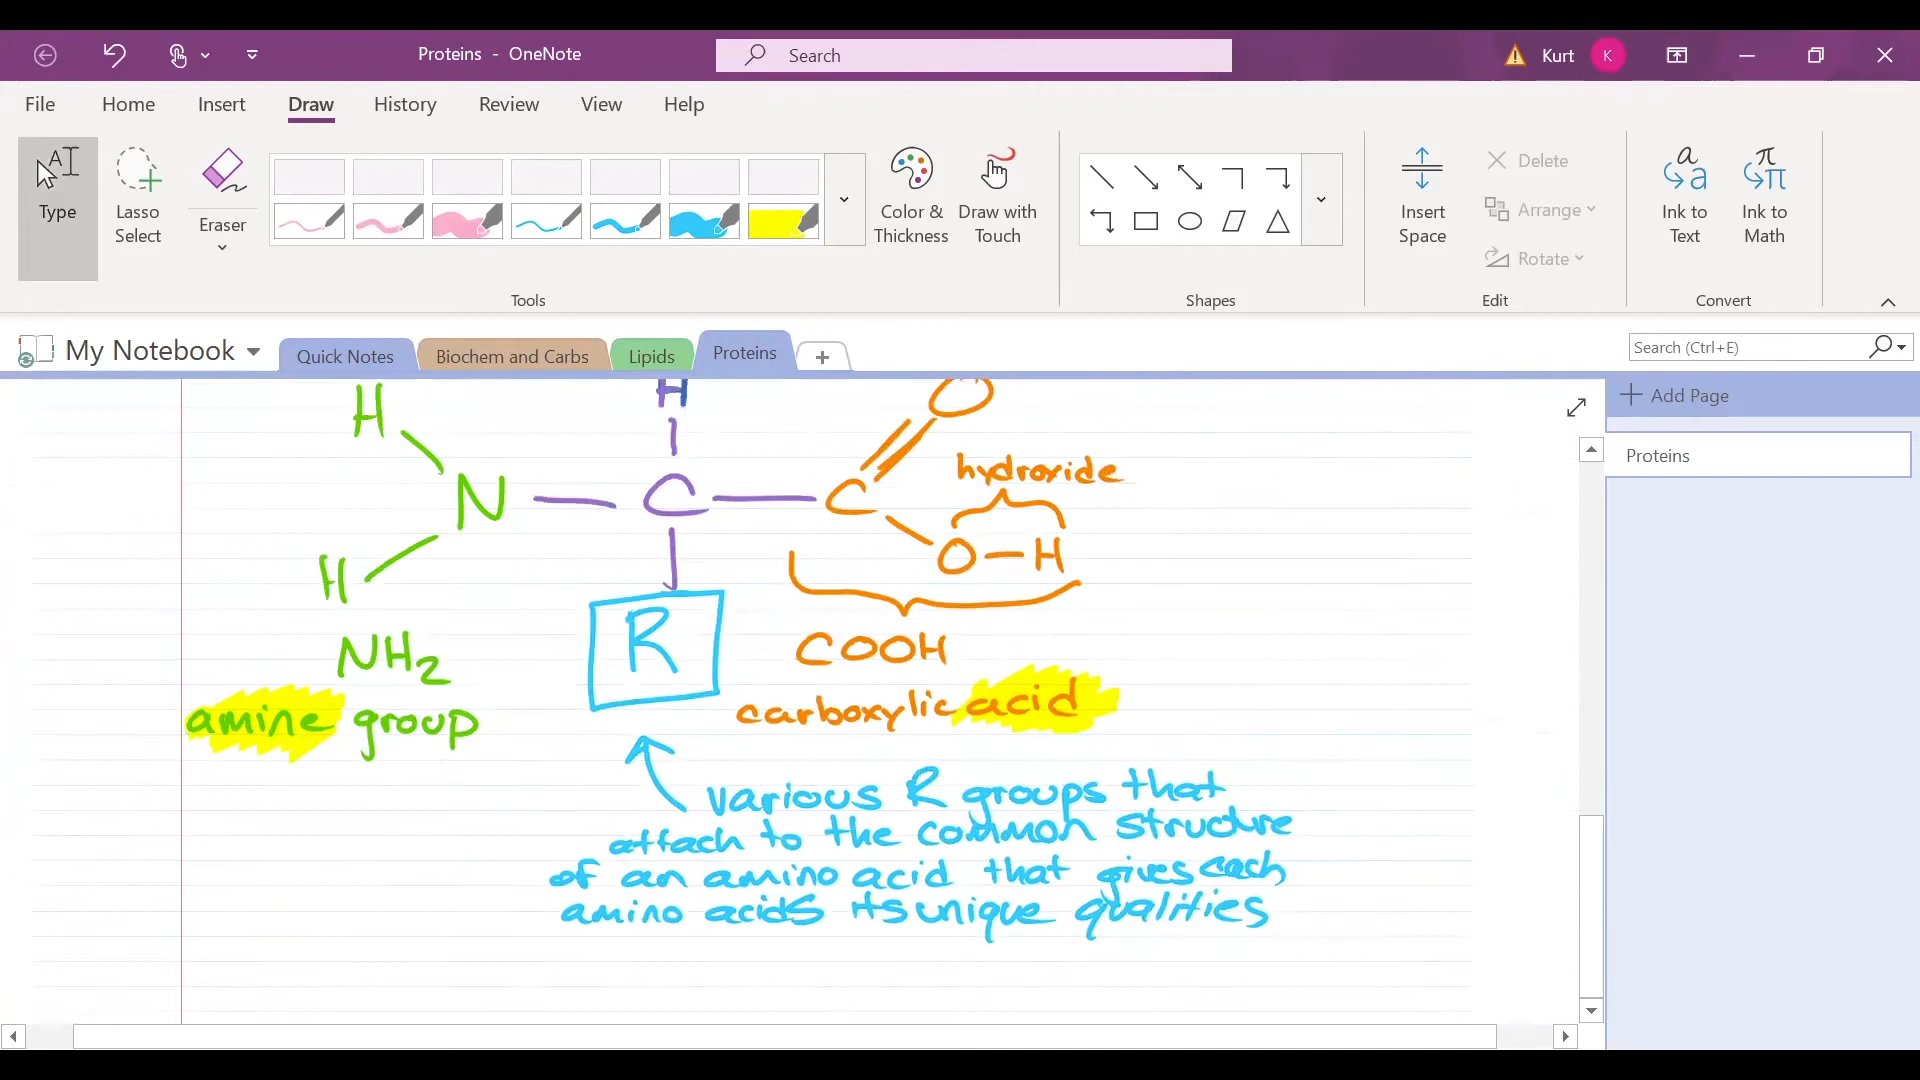 Proteins - OneNote
Search
Kurt
K
File Home Insert Draw History Review View Help
Type
Lasso Select
Eraser
Color & Thickness
Draw with Touch
Insert Space
Delete
Arrange
Rotate
Ink to Text
Ink to Math
Tools
Shapes
Edit
Convert
My Notebook
Quick Notes
Biochem and Carbs
Lipids
Proteins
Search (Ctrl+E)
Add Page
Proteins
H H O
hydroxide
N — C — C
O — H
H
R
NH2
COOH
amine group
carboxylic acid
various R groups that
attach to the common structure
of an amino acid that gives each
amino acids its unique qualities